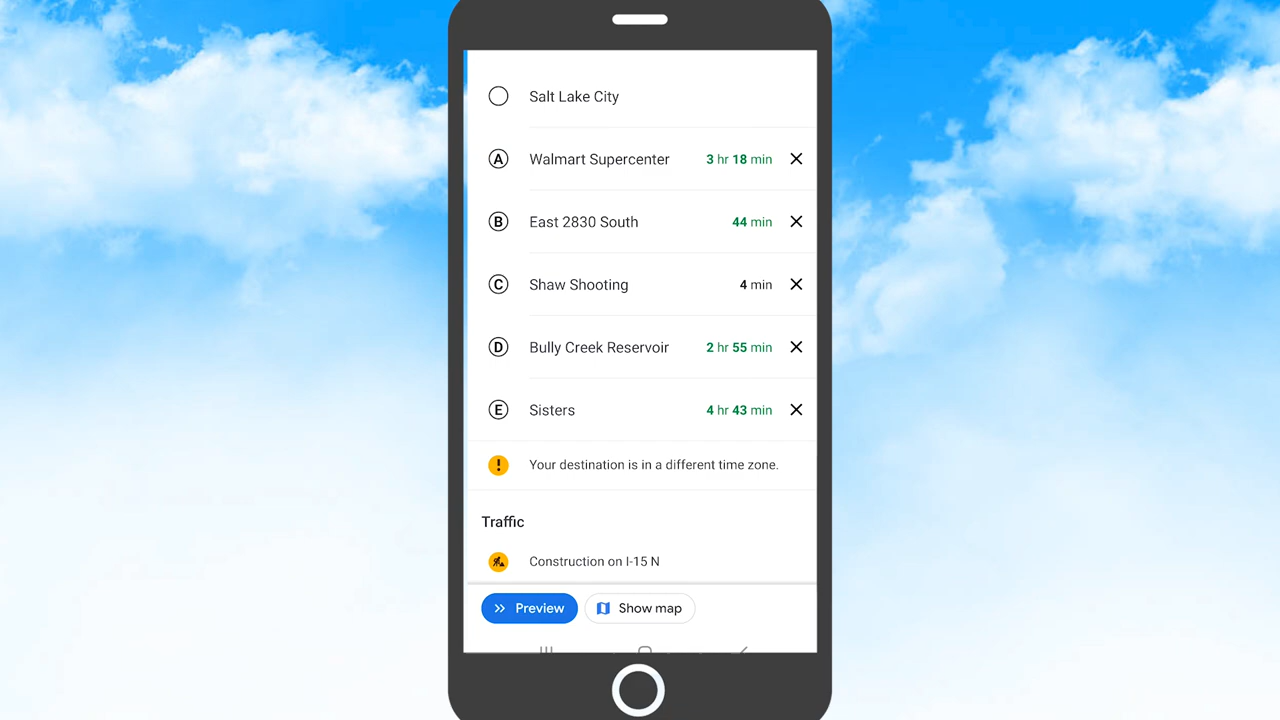 Salt Lake City
A Walmart Supercenter 3 hr 18 min
B East 2830 South 44 min
C Shaw Shooting 4 min
D Bully Creek Reservoir 2 hr 55 min
E Sisters 4 hr 43 min
! Your destination is in a different time zone.
Traffic
Construction on I-15 N
Preview Show map